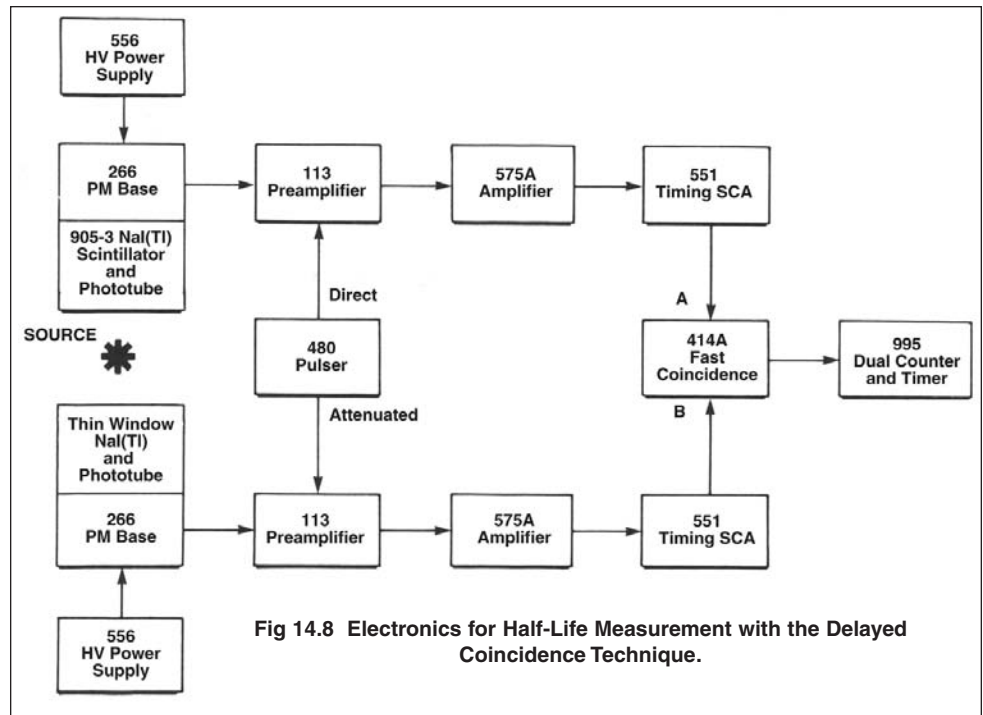 556
HV Power
Supply
266
PM Base
905-3 NaI(Tl)
Scintillator
and
Phototube
113
Preamplifier
575A
Amplifier
551
Timing SCA
Direct
A
SOURCE
480
Pulser
414A
Fast
Coincidence
995
Dual Counter
and Timer
Attenuated
B
Thin Window
NaI(Tl)
and
Phototube
266
PM Base
113
Preamplifier
575A
Amplifier
551
Timing SCA
556
HV Power
Supply
Fig 14.8 Electronics for Half-Life Measurement with the Delayed
Coincidence Technique.